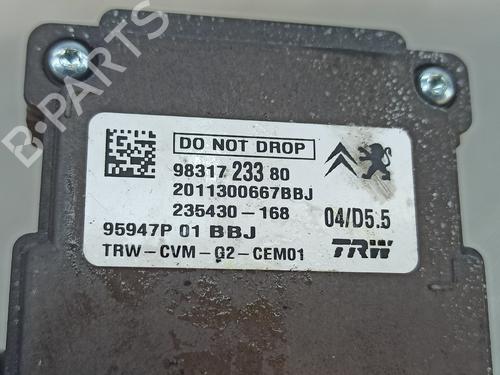 B-PARTS
DO NOT DROP
98317 233 80
2011300667BBJ
235430-168 04/D5.5
95947P 01 BBJ
TRW-CVM-G2-CEM01 TRW